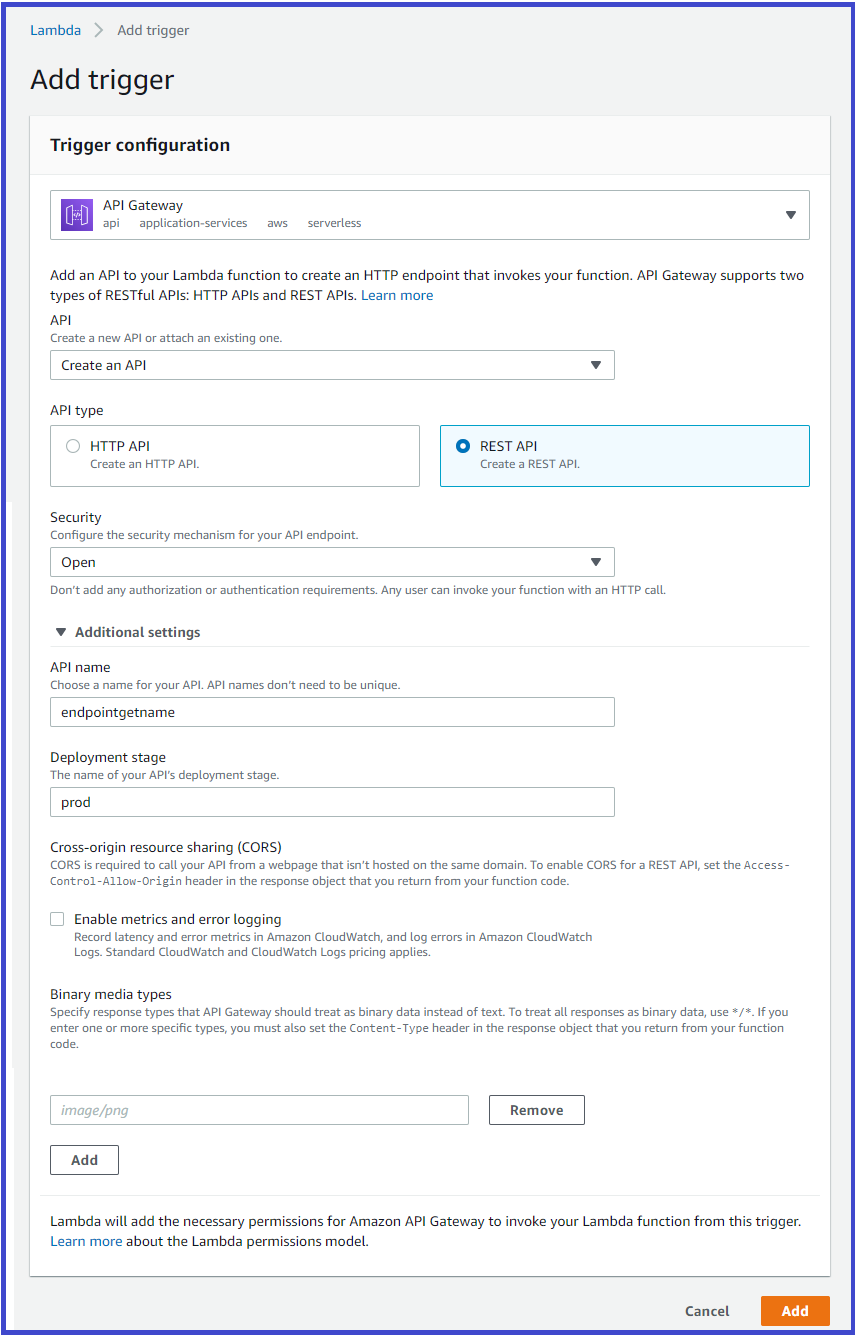 Lambda > Add trigger
Add trigger
Trigger configuration
API Gateway
api application-services aws serverless
Add an API to your Lambda function to create an HTTP endpoint that invokes your function. API Gateway supports two
types of RESTful APIs: HTTP APIs and REST APIs. Learn more
API
Create a new API or attach an existing one.
Create an API
API type
HTTP API
Create an HTTP API.
REST API
Create a REST API.
Security
Configure the security mechanism for your API endpoint.
Open
Don't add any authorization or authentication requirements. Any user can invoke your function with an HTTP call.
Additional settings
API name
Choose a name for your API. API names don't need to be unique.
endpointgetname
Deployment stage
The name of your API's deployment stage.
prod
Cross-origin resource sharing (CORS)
CORS is required to call your API from a webpage that isn't hosted on the same domain. To enable CORS for a REST API, set the Access-
Control-Allow-Origin header in the response object that you return from your function code.
Enable metrics and error logging
Record latency and error metrics in Amazon CloudWatch, and log errors in Amazon CloudWatch
Logs. Standard CloudWatch and CloudWatch Logs pricing applies.
Binary media types
Specify response types that API Gateway should treat as binary data instead of text. To treat all responses as binary data, use */*. If you
enter one or more specific types, you must also set the Content-Type header in the response object that you return from your function
code.
image/png
Remove
Add
Lambda will add the necessary permissions for Amazon API Gateway to invoke your Lambda function from this trigger.
Learn more about the Lambda permissions model.
Cancel
Add